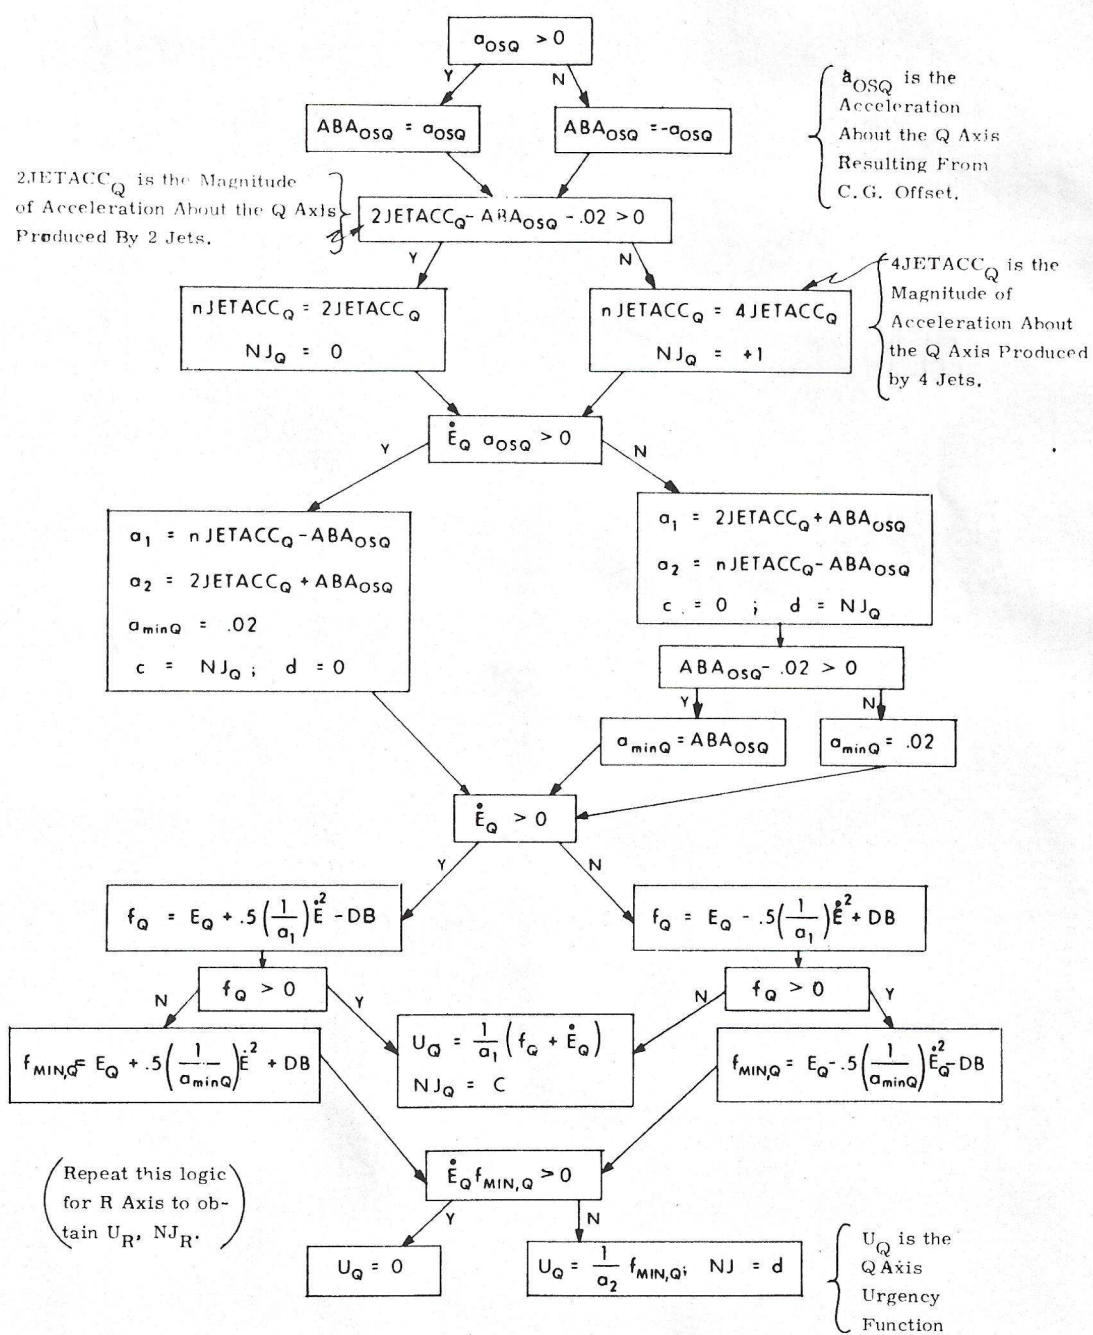 a_OSQ > 0
Y
N
ABA_OSQ = a_OSQ
ABA_OSQ = -a_OSQ
a_OSQ is the
Acceleration
About the Q Axis
Resulting From
C. G. Offset.
2JETACC_Q is the Magnitude
of Acceleration About the Q Axis
Produced By 2 Jets.
2JETACC_Q - ABA_OSQ - .02 > 0
Y
N
4JETACC_Q is the
Magnitude of
Acceleration About
the Q Axis Produced
by 4 Jets.
nJETACC_Q = 2JETACC_Q
NJ_Q = 0
nJETACC_Q = 4JETACC_Q
NJ_Q = +1
Ė_Q a_OSQ > 0
Y
N
a_1 = nJETACC_Q - ABA_OSQ
a_2 = 2JETACC_Q + ABA_OSQ
a_minQ = .02
c = NJ_Q; d = 0
a_1 = 2JETACC_Q + ABA_OSQ
a_2 = nJETACC_Q - ABA_OSQ
c = 0 ; d = NJ_Q
ABA_OSQ - .02 > 0
Y
N
a_minQ = ABA_OSQ
a_minQ = .02
Ė_Q > 0
Y
N
f_Q = E_Q + .5(1/a_1)Ė² - DB
f_Q = E_Q - .5(1/a_1)Ė² + DB
f_Q > 0
N
Y
f_Q > 0
N
Y
f_MIN,Q = E_Q + .5(1/a_minQ)Ė² + DB
U_Q = 1/a_1 (f_Q + Ė_Q)
NJ_Q = C
f_MIN,Q = E_Q - .5(1/a_minQ)Ė_Q² - DB
Ė_Q f_MIN,Q > 0
Y
N
(Repeat this logic
for R Axis to ob-
tain U_R, NJ_R.)
U_Q = 0
U_Q = 1/a_2 f_MIN,Q; NJ = d
U_Q is the
Q Axis
Urgency
Function